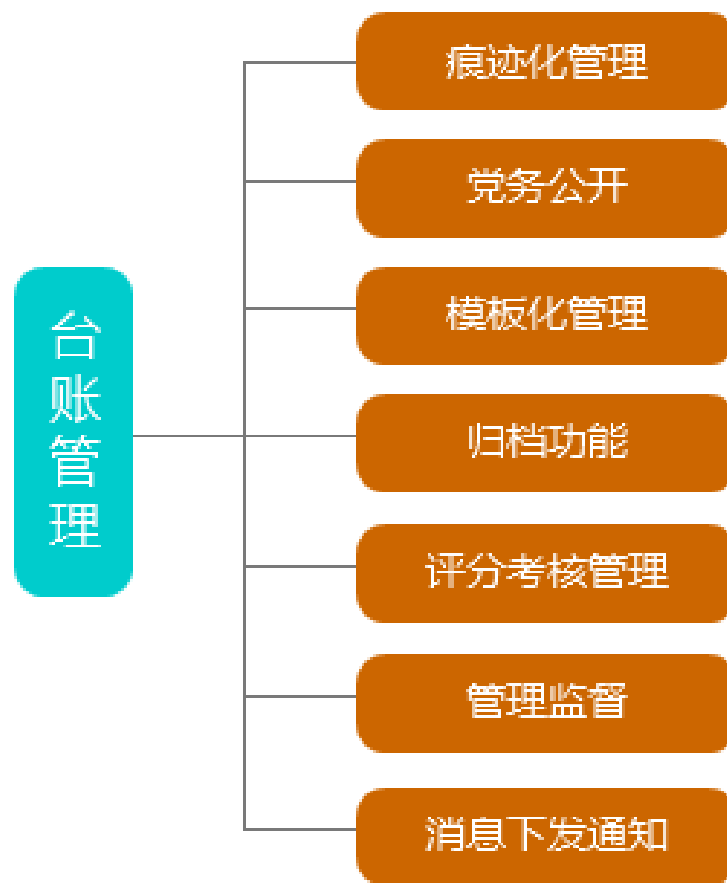 台账管理
痕迹化管理
党务公开
模板化管理
归档功能
评分考核管理
管理监督
消息下发通知